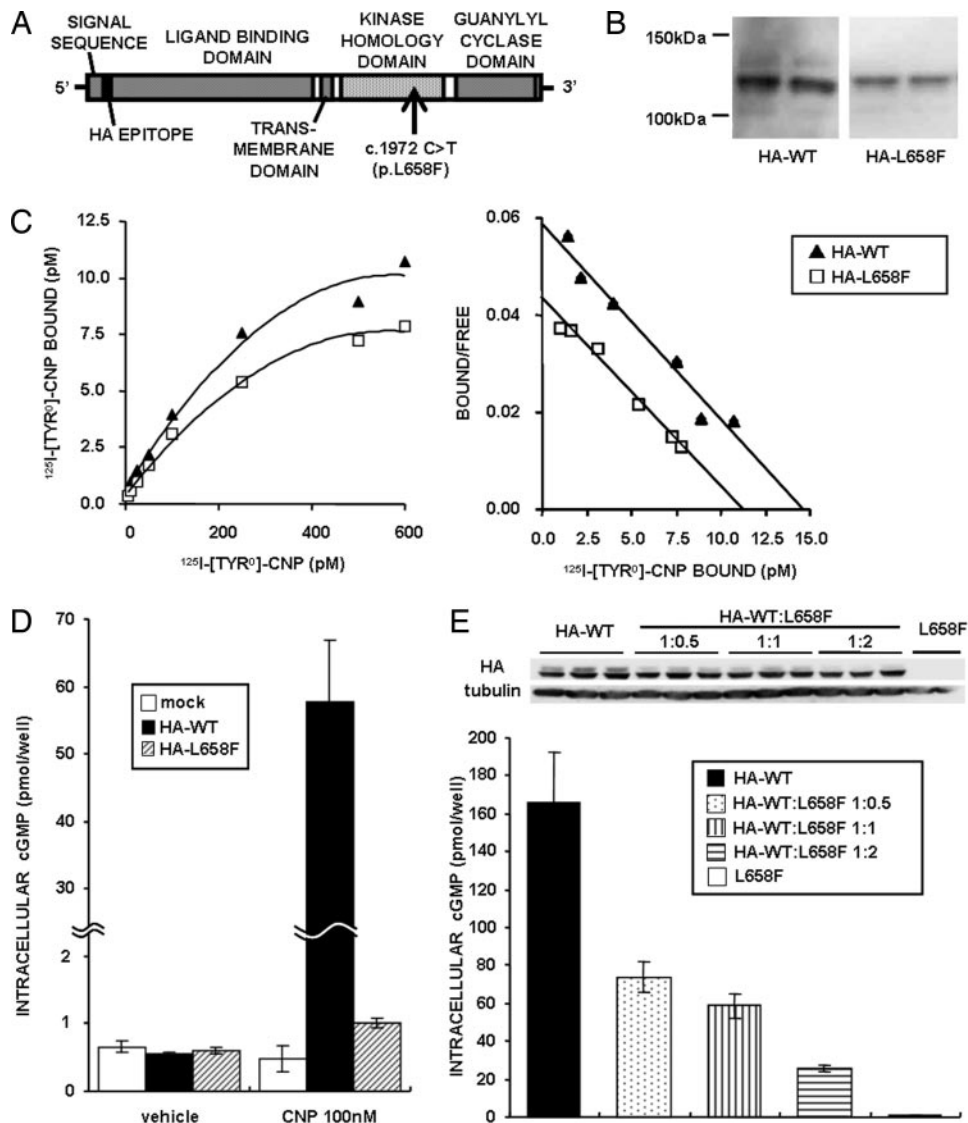 A
SIGNAL
SEQUENCE
LIGAND BINDING
DOMAIN
KINASE
HOMOLOGY
DOMAIN
GUANYLYL
CYCLASE
DOMAIN
5'
3'
HA EPITOPE
TRANS-
MEMBRANE
DOMAIN
c.1972 C>T
(p.L658F)
B
150kDa
100kDa
HA-WT
HA-L658F
C
12.5
10.0
7.5
5.0
2.5
0.0
0
200
400
600
¹²⁵I-[TYR⁰]-CNP BOUND (pM)
¹²⁵I-[TYR⁰]-CNP (pM)
0.06
0.04
0.02
0.00
0.0
2.5
5.0
7.5
10.0
12.5
15.0
BOUND/FREE
¹²⁵I-[TYR⁰]-CNP BOUND (pM)
HA-WT
HA-L658F
D
70
60
50
40
30
2
1
0
INTRACELLULAR cGMP (pmol/well)
mock
HA-WT
HA-L658F
vehicle
CNP 100nM
E
HA-WT
HA-WT:L658F
1:0.5
1:1
1:2
L658F
HA
tubulin
200
180
160
140
120
100
80
60
40
20
0
INTRACELLULAR cGMP (pmol/well)
HA-WT
HA-WT:L658F 1:0.5
HA-WT:L658F 1:1
HA-WT:L658F 1:2
L658F